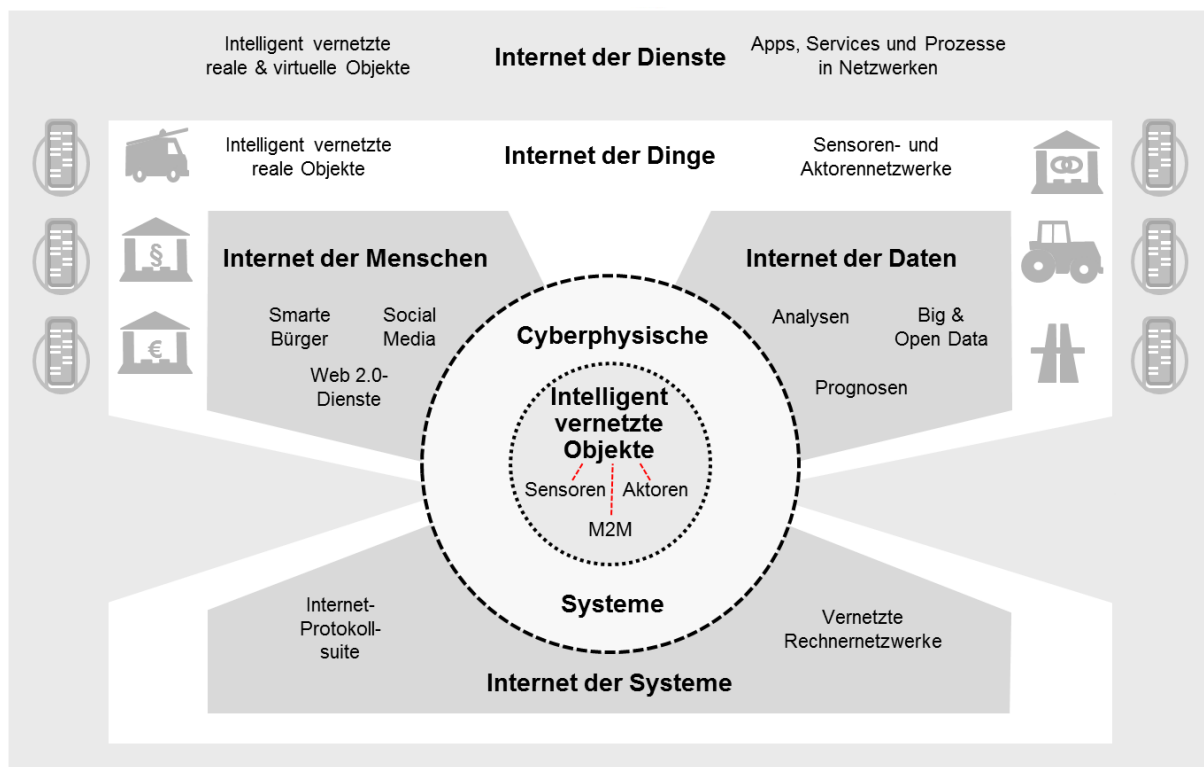 Intelligent vernetzte
reale & virtuelle Objekte
Internet der Dienste
Apps, Services und Prozesse
in Netzwerken
Intelligent vernetzte
reale Objekte
Internet der Dinge
Sensoren- und
Aktorennetzwerke
Internet der Menschen
Smarte
Bürger
Social
Media
Web 2.0-
Dienste
Internet der Daten
Analysen
Big &
Open Data
Prognosen
§
€
Cyberphysische
Intelligent
vernetzte
Objekte
Sensoren
Aktoren
M2M
Systeme
Internet-
Protokoll-
suite
Vernetzte
Rechnernetzwerke
Internet der Systeme